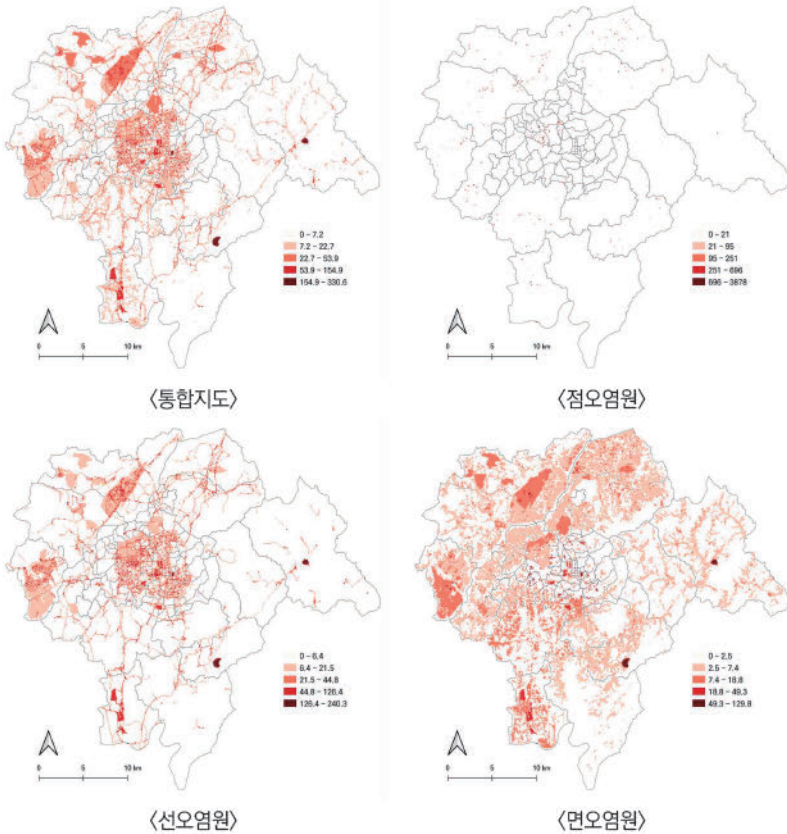 0 – 7.2
7.2 – 22.7
22.7 – 53.9
53.9 – 154.9
154.9 – 330.6
0 5 10 km
〈통합지도〉
0 – 21
21 – 95
95 – 251
251 – 696
696 – 3878
0 5 10 km
〈점오염원〉
0 – 6.4
6.4 – 21.5
21.5 – 44.8
44.8 – 126.4
126.4 – 240.3
0 5 10 km
〈선오염원〉
0 – 2.5
2.5 – 7.4
7.4 – 18.8
18.8 – 49.3
49.3 – 129.8
0 5 10 km
〈면오염원〉